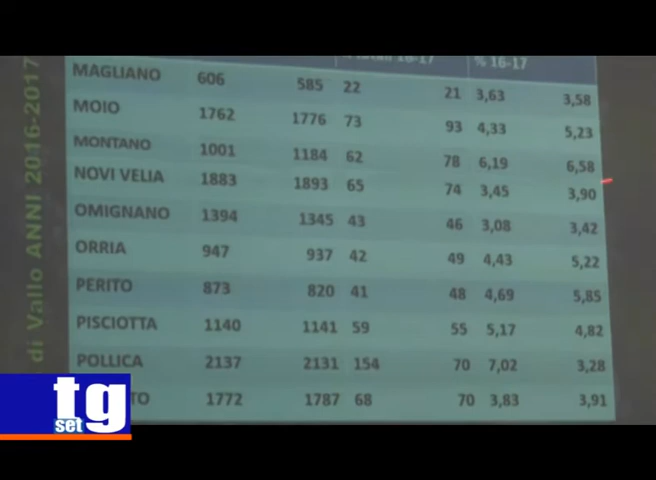 % 16-17
MAGLIANO 606 585 22 21 3,63 3,58
MOIO 1762 1776 73 93 4,33 5,23
MONTANO 1001 1184 62 78 6,19 6,58
NOVI VELIA 1883 1893 65 74 3,45 3,90
OMIGNANO 1394 1345 43 46 3,08 3,42
ORRIA 947 937 42 49 4,43 5,22
PERITO 873 820 41 48 4,69 5,85
PISCIOTTA 1140 1141 59 55 5,17 4,82
POLLICA 2137 2131 154 70 7,02 3,28
TO 1772 1787 68 70 3,83 3,91
di Vallo ANNI 2016-2017
tg
set